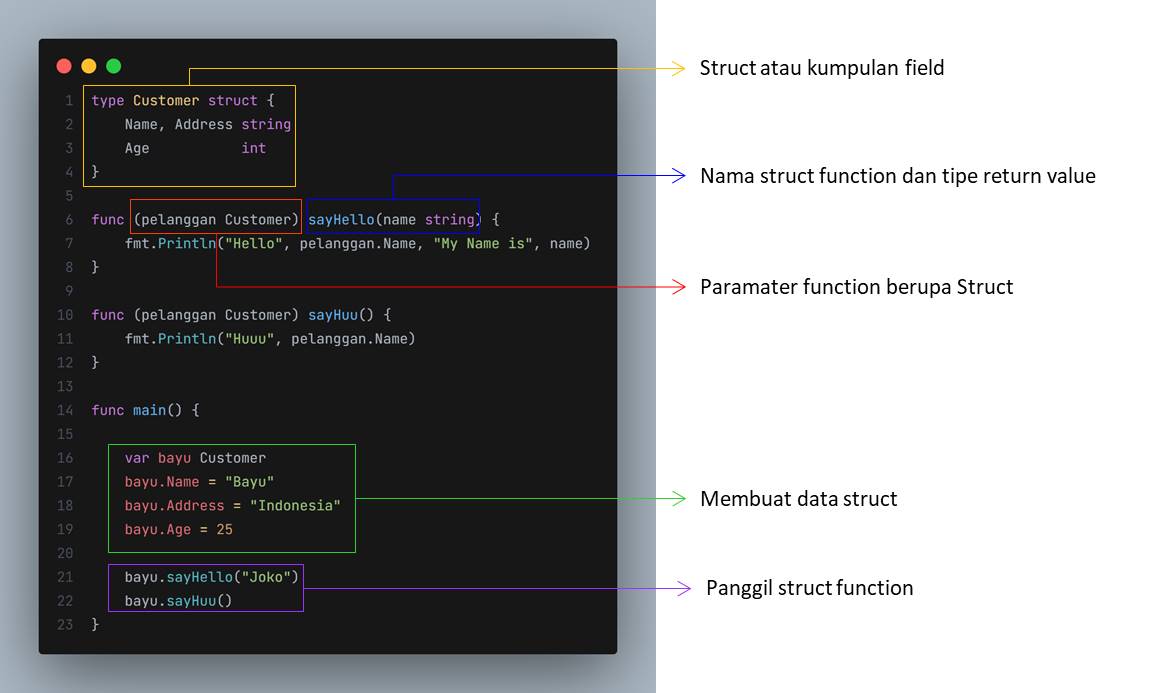 1 type Customer struct {
2 Name, Address string
3 Age int
4 }
5
6 func (pelanggan Customer) sayHello(name string) {
7 fmt.Println("Hello", pelanggan.Name, "My Name is", name)
8 }
9
10 func (pelanggan Customer) sayHuu() {
11 fmt.Println("Huuu", pelanggan.Name)
12 }
13
14 func main() {
15
16 var bayu Customer
17 bayu.Name = "Bayu"
18 bayu.Address = "Indonesia"
19 bayu.Age = 25
20
21 bayu.sayHello("Joko")
22 bayu.sayHuu()
23 }
Struct atau kumpulan field
Nama struct function dan tipe return value
Paramater function berupa Struct
Membuat data struct
Panggil struct function